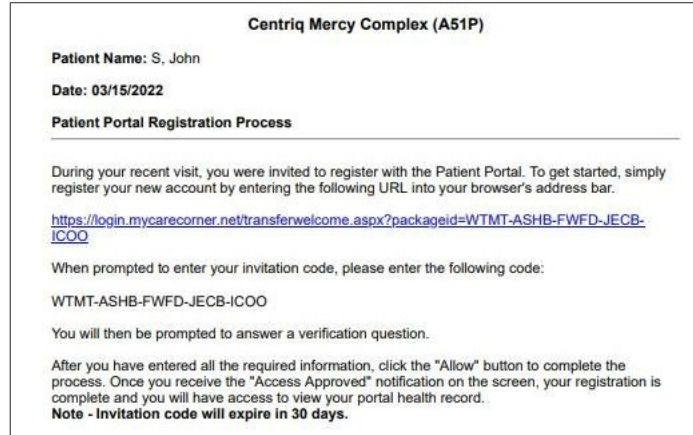 Centriq Mercy Complex (A51P)
Patient Name: S, John
Date: 03/15/2022
Patient Portal Registration Process
During your recent visit, you were invited to register with the Patient Portal. To get started, simply
register your new account by entering the following URL into your browser's address bar.
https://login.mycarecorner.net/transferwelcome.aspx?packageid=WTMT-ASHB-FWFD-JECB-
ICOO
When prompted to enter your invitation code, please enter the following code:
WTMT-ASHB-FWFD-JECB-ICOO
You will then be prompted to answer a verification question.
After you have entered all the required information, click the "Allow" button to complete the
process. Once you receive the "Access Approved" notification on the screen, your registration is
complete and you will have access to view your portal health record.
Note - Invitation code will expire in 30 days.